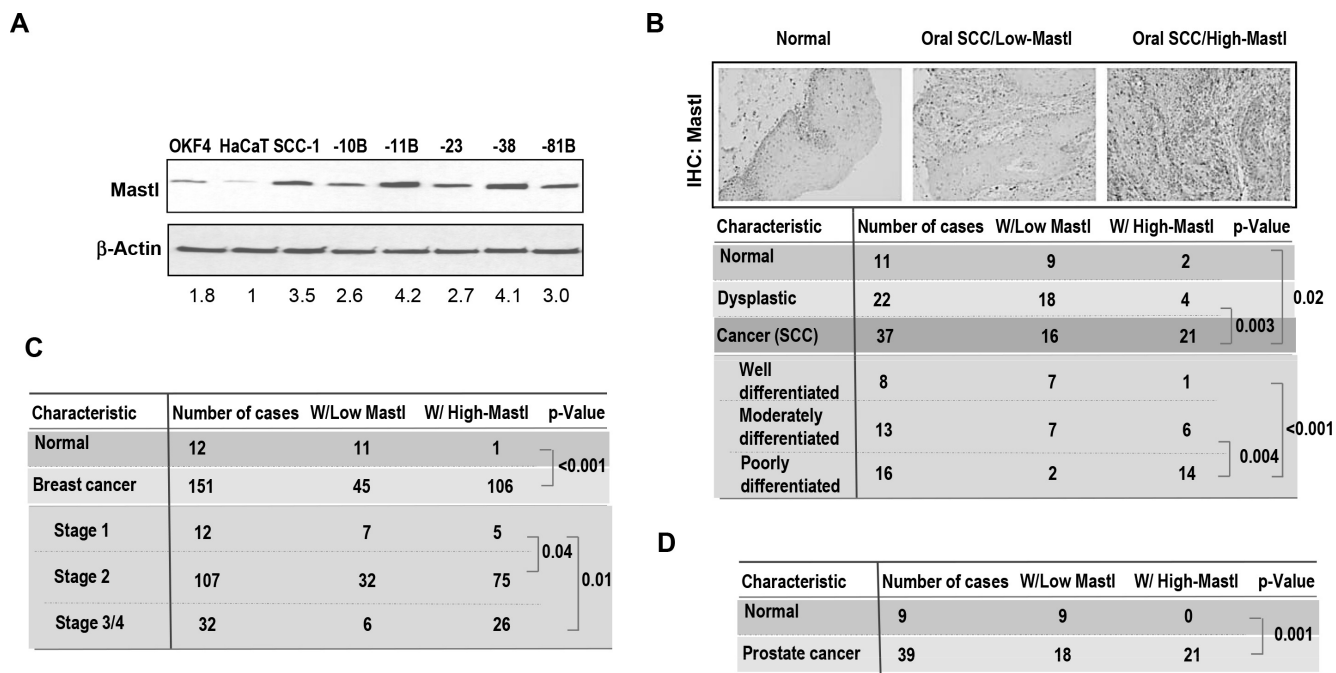 A
OKF4 HaCaT SCC-1 -10B -11B -23 -38 -81B
Mastl
β-Actin
1.8 1 3.5 2.6 4.2 2.7 4.1 3.0
B
Normal Oral SCC/Low-Mastl Oral SCC/High-Mastl
IHC: Mastl
Characteristic Number of cases W/Low Mastl W/ High-Mastl p-Value
Normal 11 9 2
Dysplastic 22 18 4
0.02
0.003
Cancer (SCC) 37 16 21
Well
differentiated 8 7 1
Moderately
differentiated 13 7 6
<0.001
0.004
Poorly
differentiated 16 2 14
C
Characteristic Number of cases W/Low Mastl W/ High-Mastl p-Value
Normal 12 11 1
<0.001
Breast cancer 151 45 106
Stage 1 12 7 5
0.04
Stage 2 107 32 75
0.01
Stage 3/4 32 6 26
D
Characteristic Number of cases W/Low Mastl W/ High-Mastl p-Value
Normal 9 9 0
0.001
Prostate cancer 39 18 21